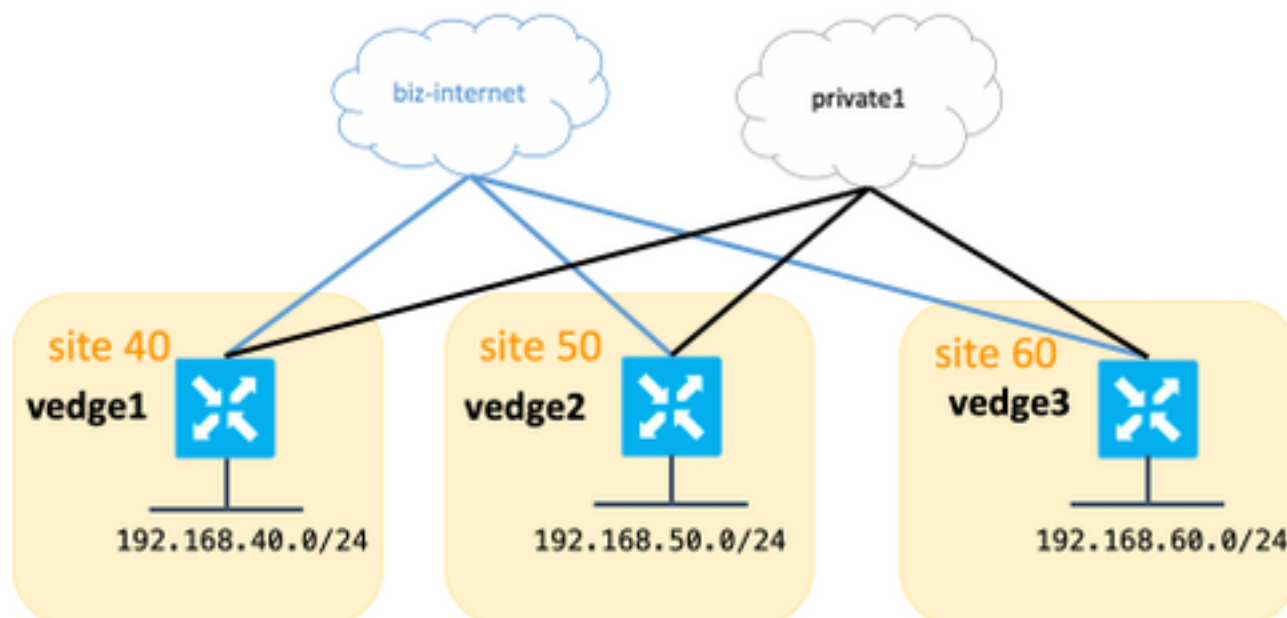 biz-internet
private1
site 40
vedge1
192.168.40.0/24
site 50
vedge2
192.168.50.0/24
site 60
vedge3
192.168.60.0/24